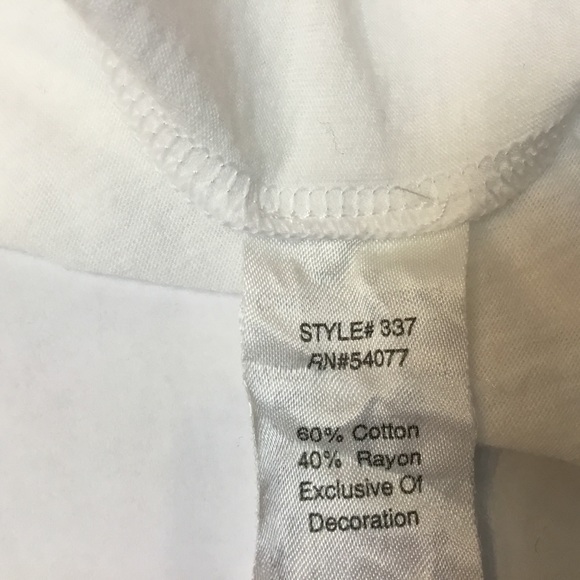 STYLE# 337
RN#54077
60% Cotton
40% Rayon
Exclusive Of
Decoration